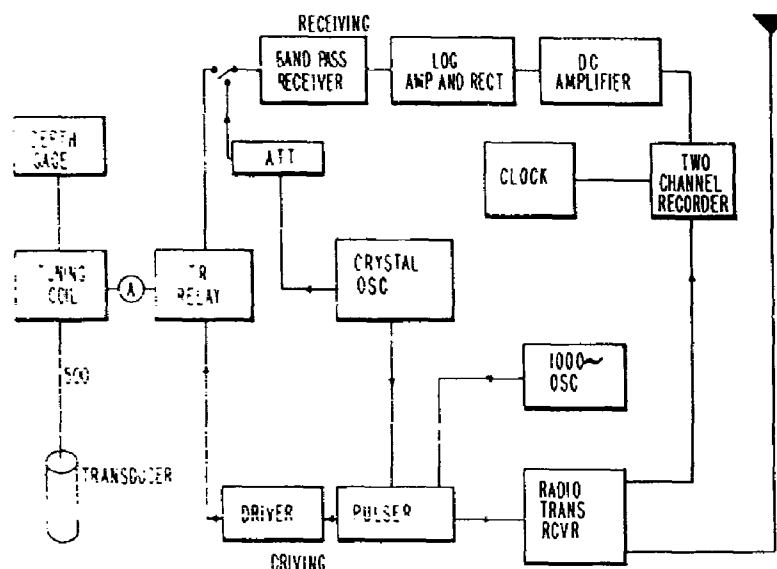 RECEIVING
BAND PASS
RECEIVER
LOG
AMP AND RECT
DC
AMPLIFIER
DEPTH
GAGE
ATT
CLOCK
TWO
CHANNEL
RECORDER
TUNING
COIL
A
TR
RELAY
CRYSTAL
OSC
1000~
OSC
500
TRANSDUCER
DRIVER
PULSER
RADIO
TRANS
RCVR
DRIVING